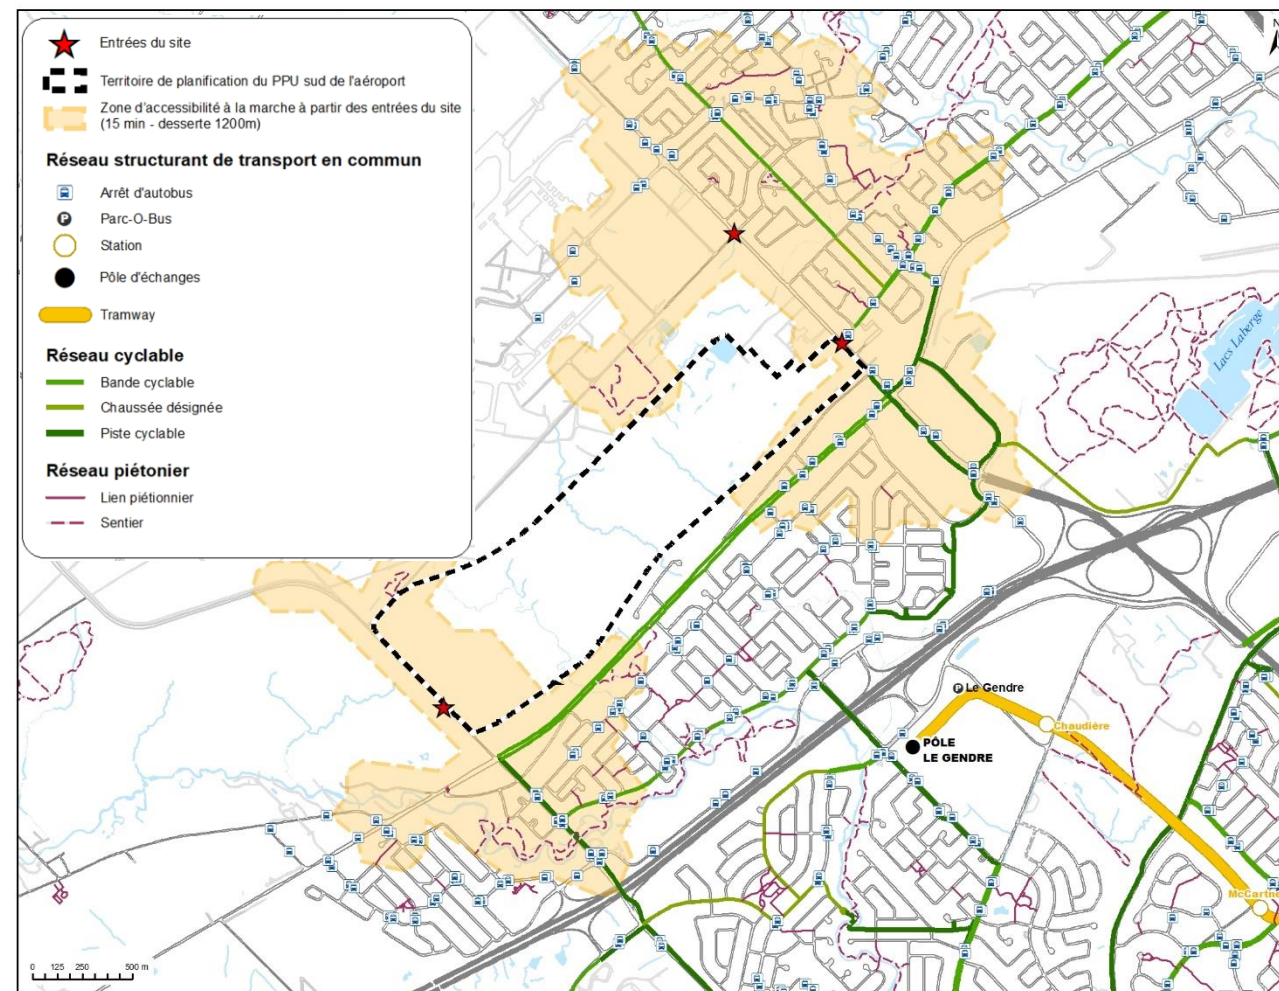 Entrées du site
Territoire de planification du PPU sud de l'aéroport
Zone d'accessibilité à la marche à partir des entrées du site
(15 min - desserte 1200m)
Réseau structurant de transport en commun
Arrêt d'autobus
P Parc-O-Bus
Station
Pôle d'échanges
Tramway
Réseau cyclable
Bande cyclable
Chaussée désignée
Piste cyclable
Réseau piétonier
Lien piétionnier
Sentier
Lacs Laberge
P Le Gendre
Chaudière
PÔLE
LE GENDRE
0 125 250 500 m